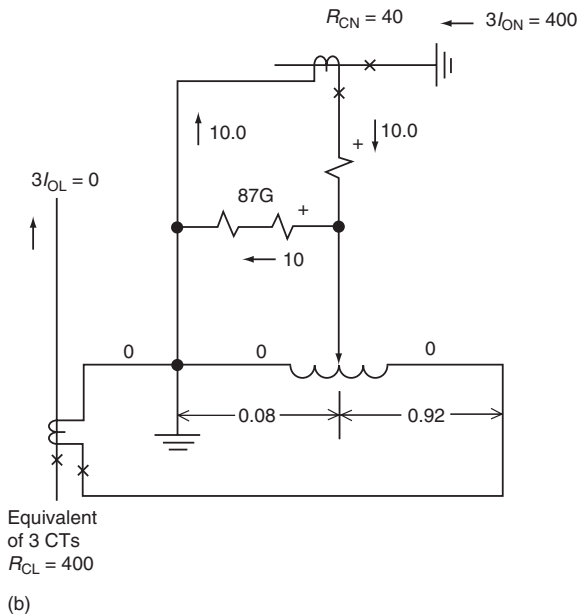 R_CN = 40
3I_ON = 400
10.0
+
10.0
3I_OL = 0
87G
+
10
0
0
0
0.08
0.92
Equivalent
of 3 CTs
R_CL = 400
(b)